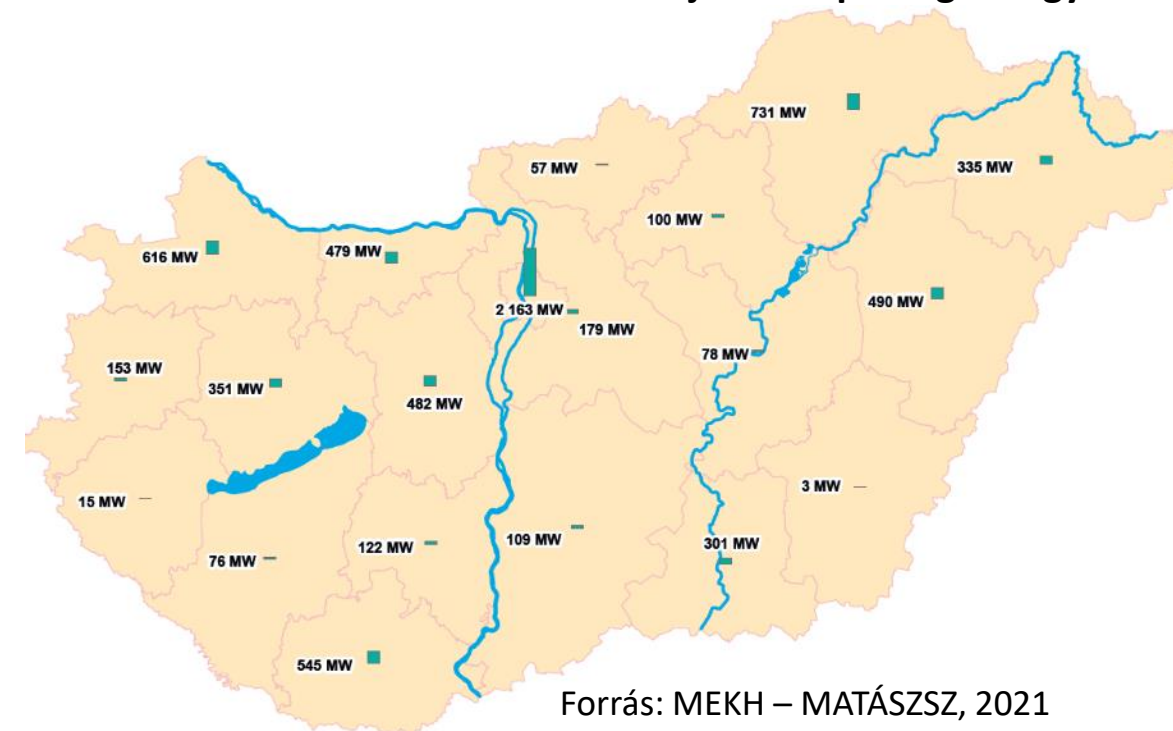 731 MW
57 MW
335 MW
100 MW
616 MW
479 MW
490 MW
2 163 MW
179 MW
78 MW
153 MW
351 MW
482 MW
15 MW
3 MW
109 MW
301 MW
122 MW
76 MW
545 MW
Forrás: MEKH – MATÁSZSZ, 2021